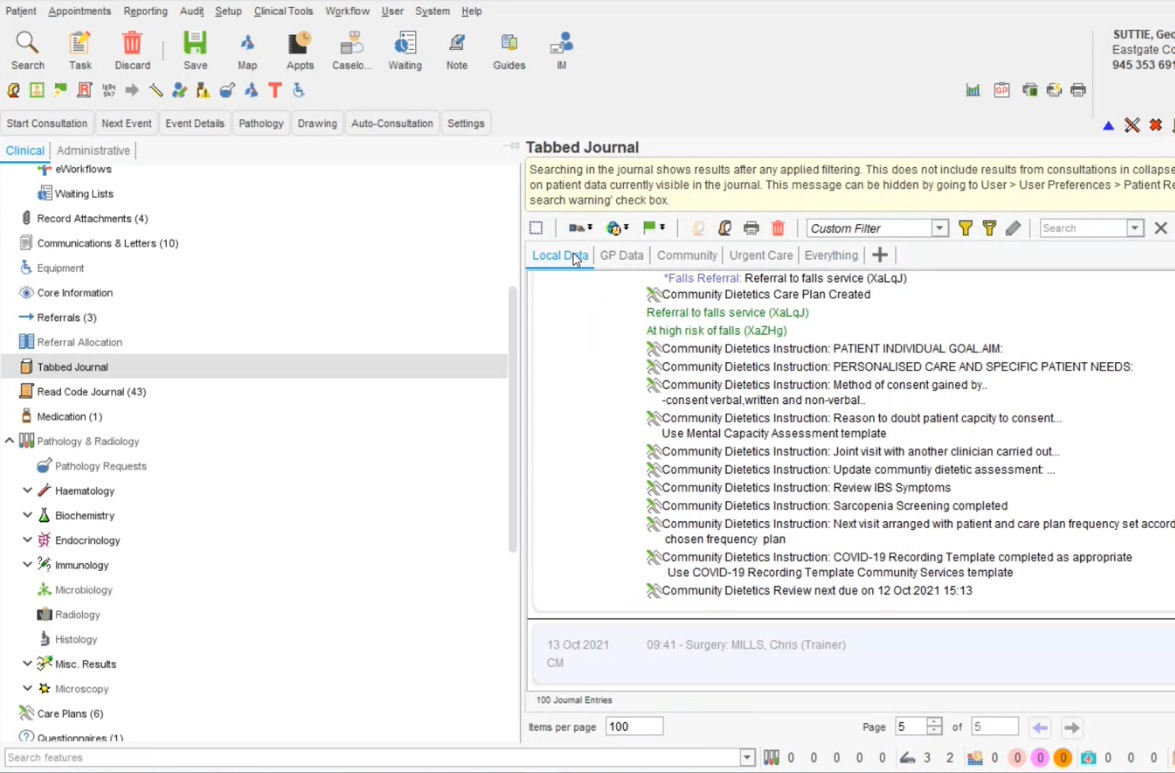 Patient Appointments Reporting Audit Setup Clinical Tools Workflow User System Help
SUTTIE, Geo
Eastgate Co
945 353 691
Search Task Discard Save Map Appts Caselo... Waiting Note Guides IM
Start Consultation Next Event Event Details Pathology Drawing Auto-Consultation Settings
Clinical Administrative
eWorkflows
Waiting Lists
Record Attachments (4)
Communications & Letters (10)
Equipment
Core Information
Referrals (3)
Referral Allocation
Tabbed Journal
Read Code Journal (43)
Medication (1)
Pathology & Radiology
Pathology Requests
Haematology
Biochemistry
Endocrinology
Immunology
Microbiology
Radiology
Histology
Misc. Results
Microscopy
Care Plans (6)
Questionnaires (1)
Search features
Tabbed Journal
Searching in the journal shows results after any applied filtering. This does not include results from consultations in collapse
on patient data currently visible in the journal. This message can be hidden by going to User > User Preferences > Patient Re
search warning' check box.
Custom Filter Search
Local Data GP Data Community Urgent Care Everything
*Falls Referral: Referral to falls service (XaLqJ)
Community Dietetics Care Plan Created
Referral to falls service (XaLqJ)
At high risk of falls (XaZHg)
Community Dietetics Instruction: PATIENT INDIVIDUAL GOAL.AIM:
Community Dietetics Instruction: PERSONALISED CARE AND SPECIFIC PATIENT NEEDS:
Community Dietetics Instruction: Method of consent gained by..
-consent verbal,written and non-verbal..
Community Dietetics Instruction: Reason to doubt patient capcity to consent...
Use Mental Capacity Assessment template
Community Dietetics Instruction: Joint visit with another clinician carried out...
Community Dietetics Instruction: Update communtiy dietetic assessment: ...
Community Dietetics Instruction: Review IBS Symptoms
Community Dietetics Instruction: Sarcopenia Screening completed
Community Dietetics Instruction: Next visit arranged with patient and care plan frequency set accord
chosen frequency plan
Community Dietetics Instruction: COVID-19 Recording Template completed as appropriate
Use COVID-19 Recording Template Community Services template
Community Dietetics Review next due on 12 Oct 2021 15:13
13 Oct 2021 09:41 - Surgery: MILLS, Chris (Trainer)
CM
100 Journal Entries
Items per page 100 Page 5 of 5
0 0 0 0 0 3 2 0 0 0 0 0 0 0